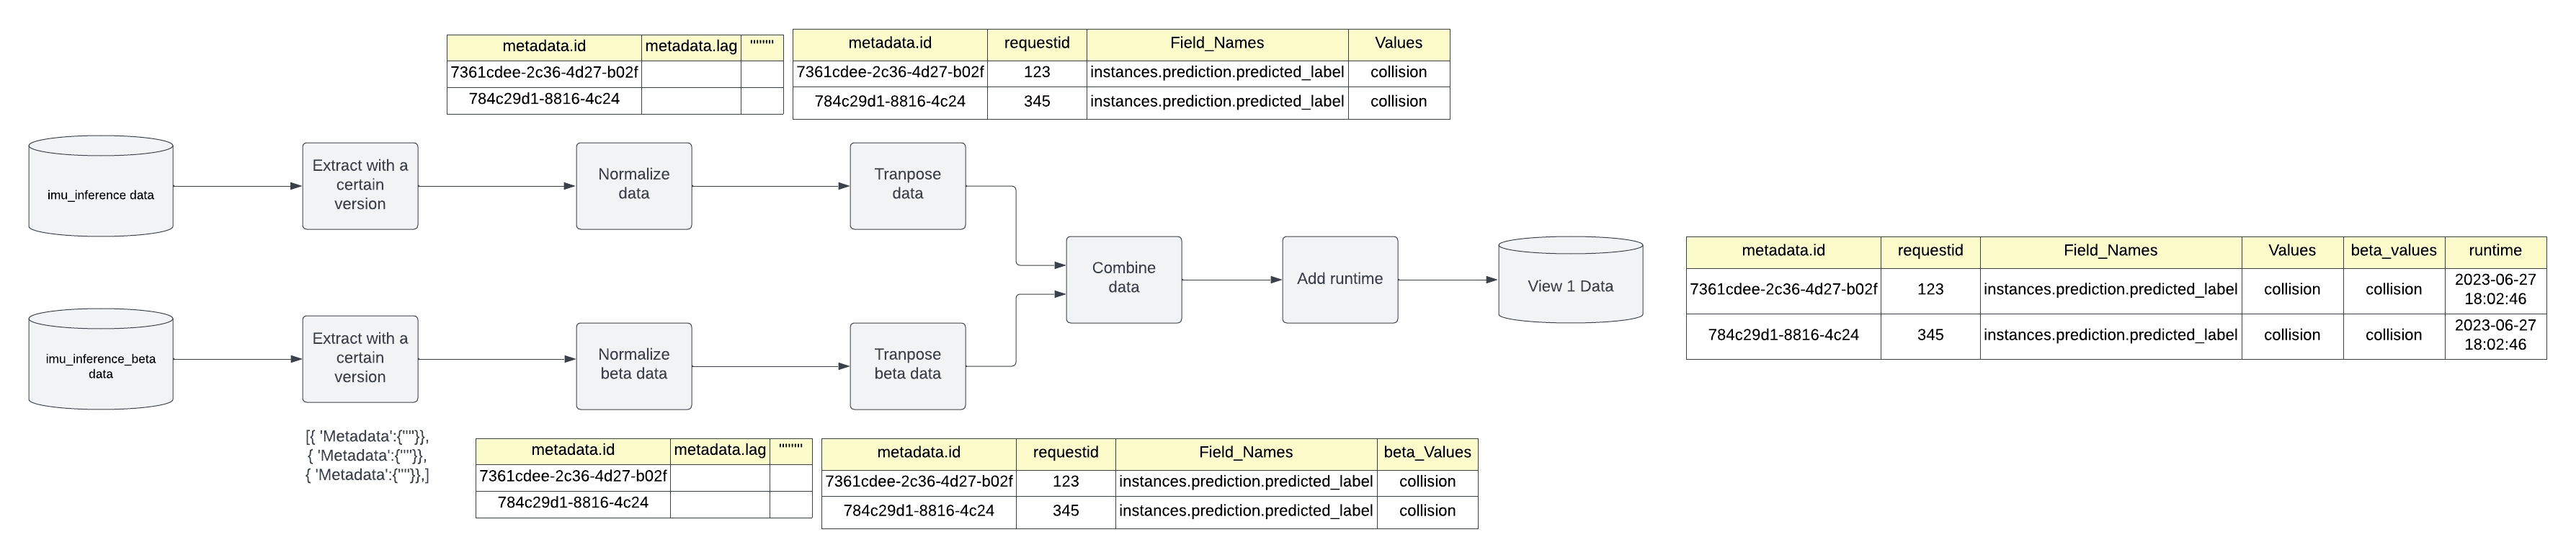 metadata.id metadata.lag """"
7361cdee-2c36-4d27-b02f
784c29d1-8816-4c24
metadata.id requestid Field_Names Values
7361cdee-2c36-4d27-b02f 123 instances.prediction.predicted_label collision
784c29d1-8816-4c24 345 instances.prediction.predicted_label collision
imu_inference data
Extract with a
certain
version
Normalize
data
Tranpose
data
imu_inference_beta
data
Extract with a
certain
version
Normalize
beta data
Tranpose
beta data
Combine
data
Add runtime
View 1 Data
metadata.id requestid Field_Names Values beta_values runtime
7361cdee-2c36-4d27-b02f 123 instances.prediction.predicted_label collision collision 2023-06-27
18:02:46
784c29d1-8816-4c24 345 instances.prediction.predicted_label collision collision 2023-06-27
18:02:46
[{ 'Metadata':{""}},
{ 'Metadata':{""}},
{ 'Metadata':{""}},]
metadata.id metadata.lag """"
7361cdee-2c36-4d27-b02f
784c29d1-8816-4c24
metadata.id requestid Field_Names beta_Values
7361cdee-2c36-4d27-b02f 123 instances.prediction.predicted_label collision
784c29d1-8816-4c24 345 instances.prediction.predicted_label collision